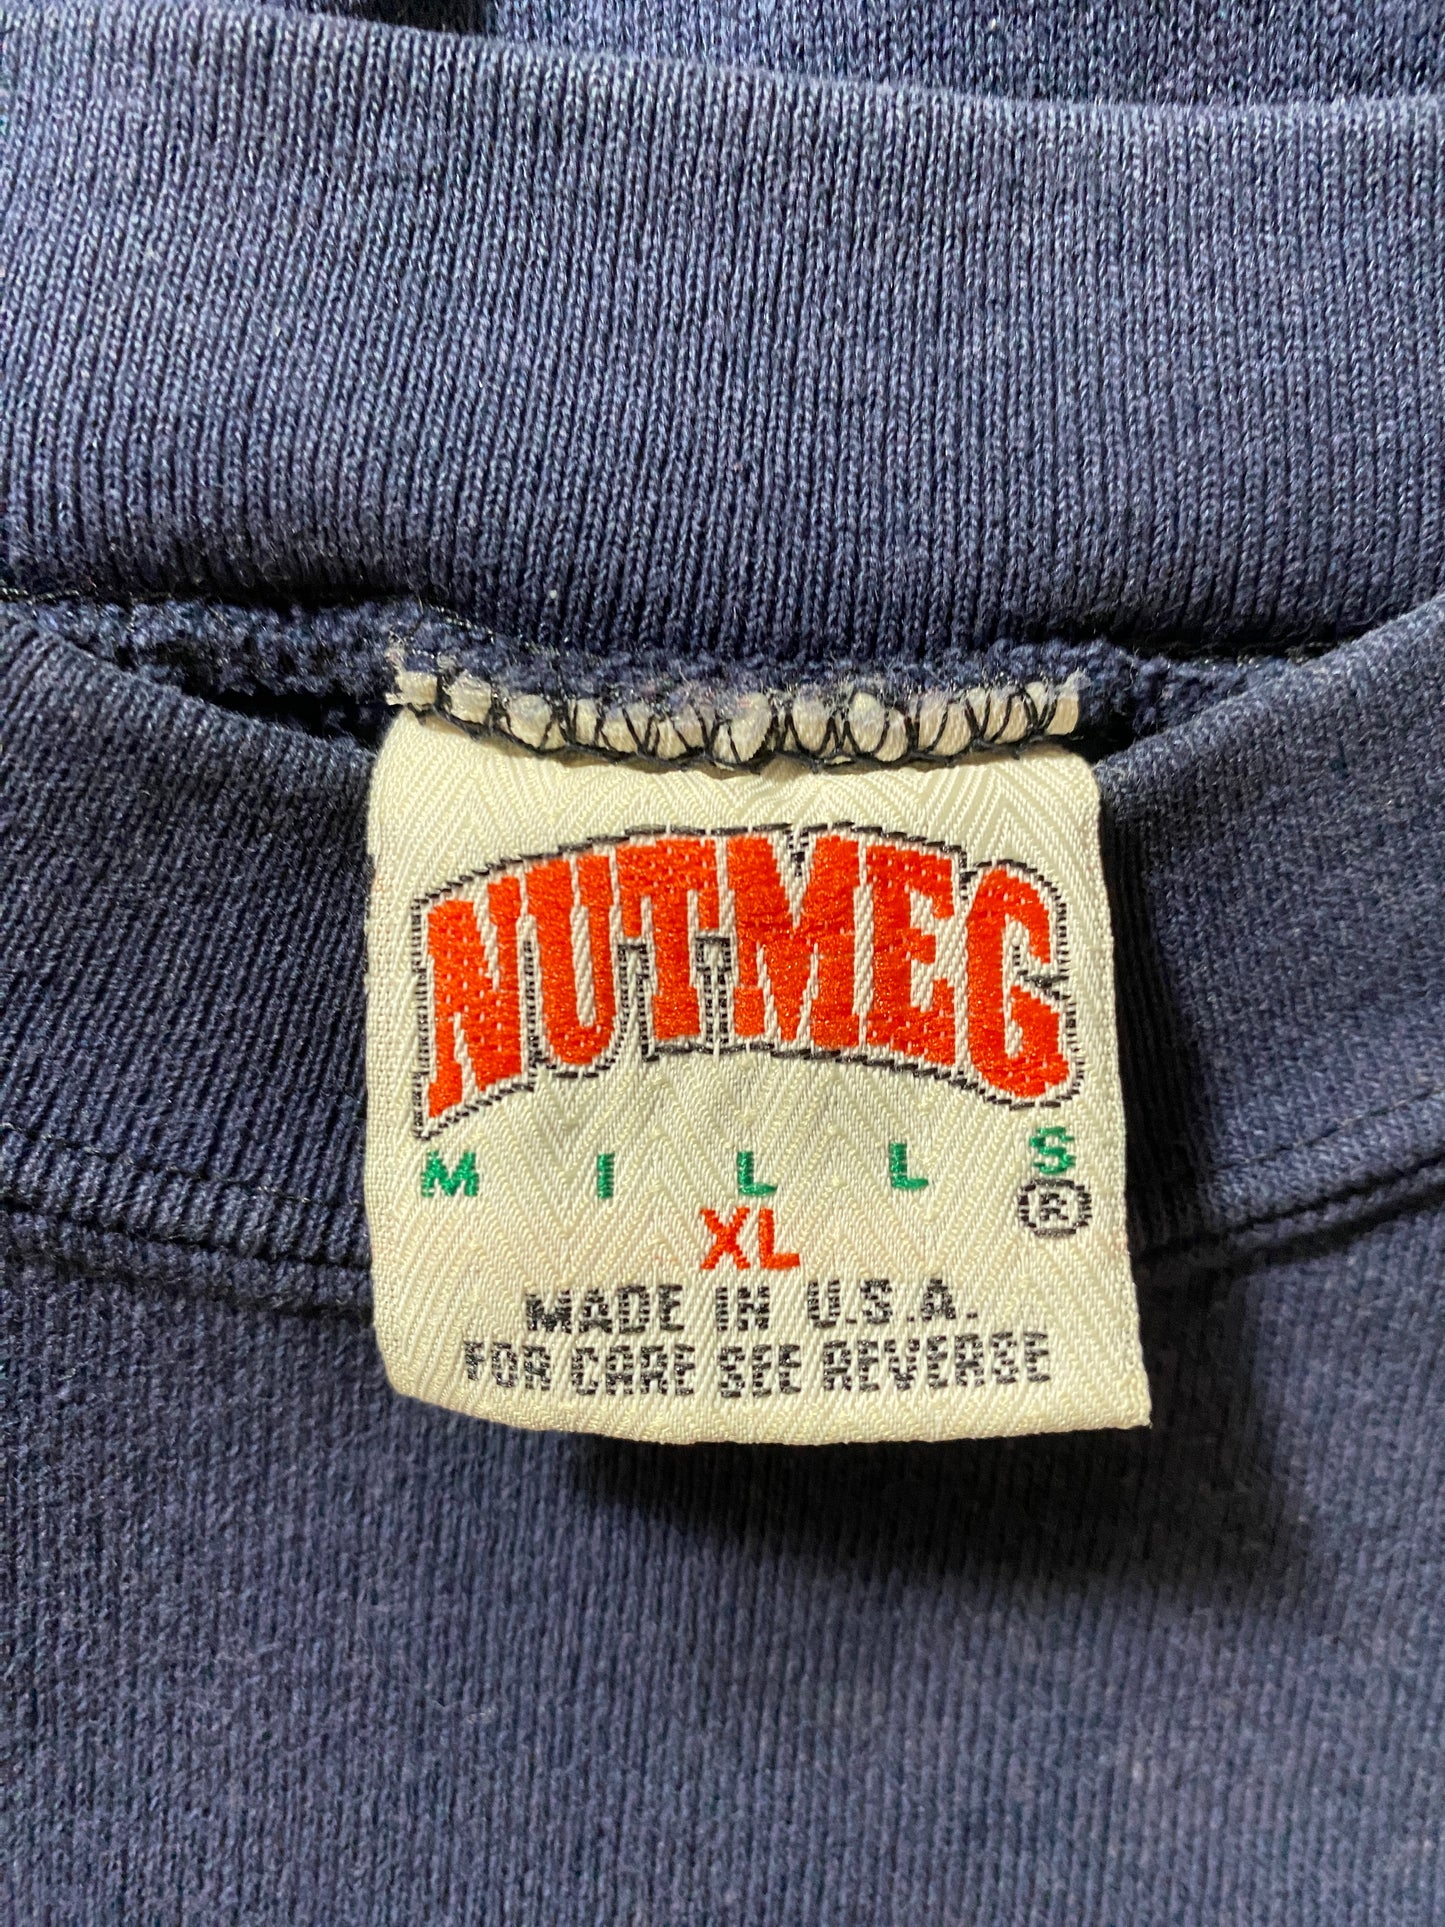 NUTMEG
MILLS
®
XL
MADE IN U.S.A.
FOR CARE SEE REVERSE